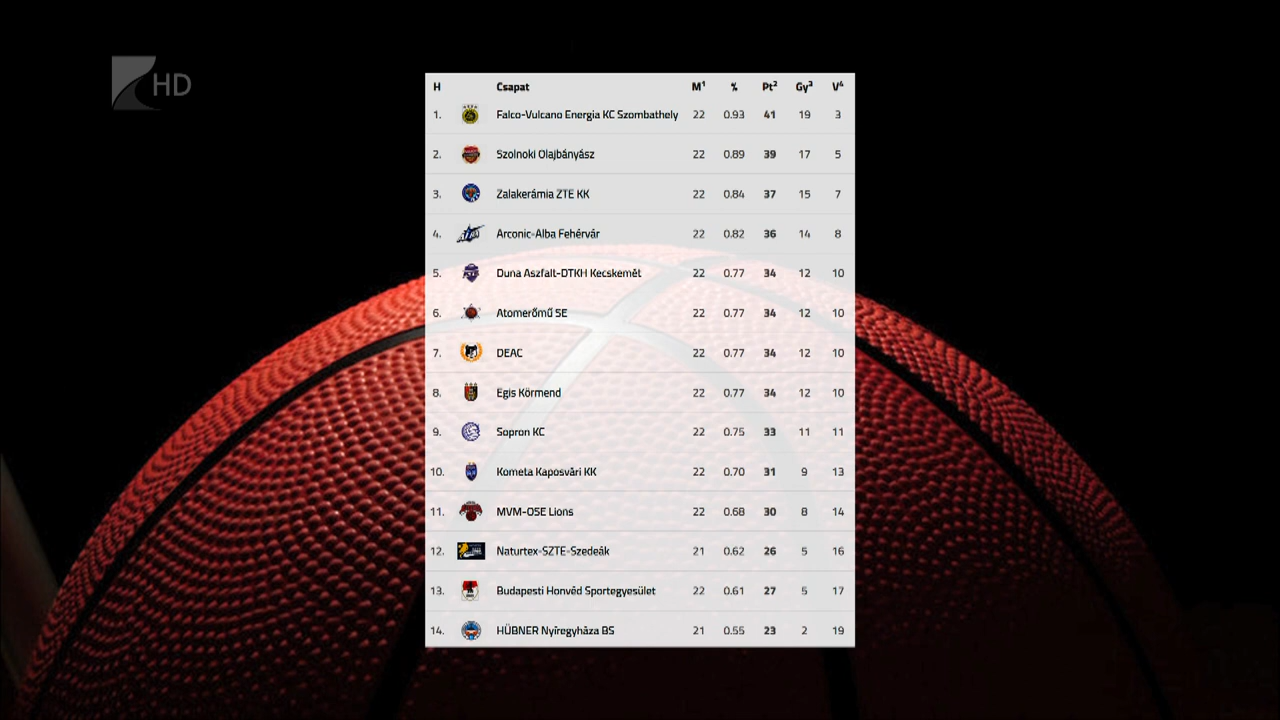 HD
H Csapat M¹ % Pt² Gy³ V⁴
1. Falco-Vulcano Energia KC Szombathely 22 0.93 41 19 3
2. Szolnoki Olajbányász 22 0.89 39 17 5
3. Zalakerámia ZTE KK 22 0.84 37 15 7
4. Arconic-Alba Fehérvár 22 0.82 36 14 8
5. Duna Aszfalt-DTKH Kecskemét 22 0.77 34 12 10
6. Atomerőmű SE 22 0.77 34 12 10
7. DEAC 22 0.77 34 12 10
8. Egis Körmend 22 0.77 34 12 10
9. Sopron KC 22 0.75 33 11 11
10. Kometa Kaposvári KK 22 0.70 31 9 13
11. MVM-OSE Lions 22 0.68 30 8 14
12. Naturtex-SZTE-Szedeák 21 0.62 26 5 16
13. Budapesti Honvéd Sportegyesület 22 0.61 27 5 17
14. HÜBNER Nyíregyháza BS 21 0.55 23 2 19